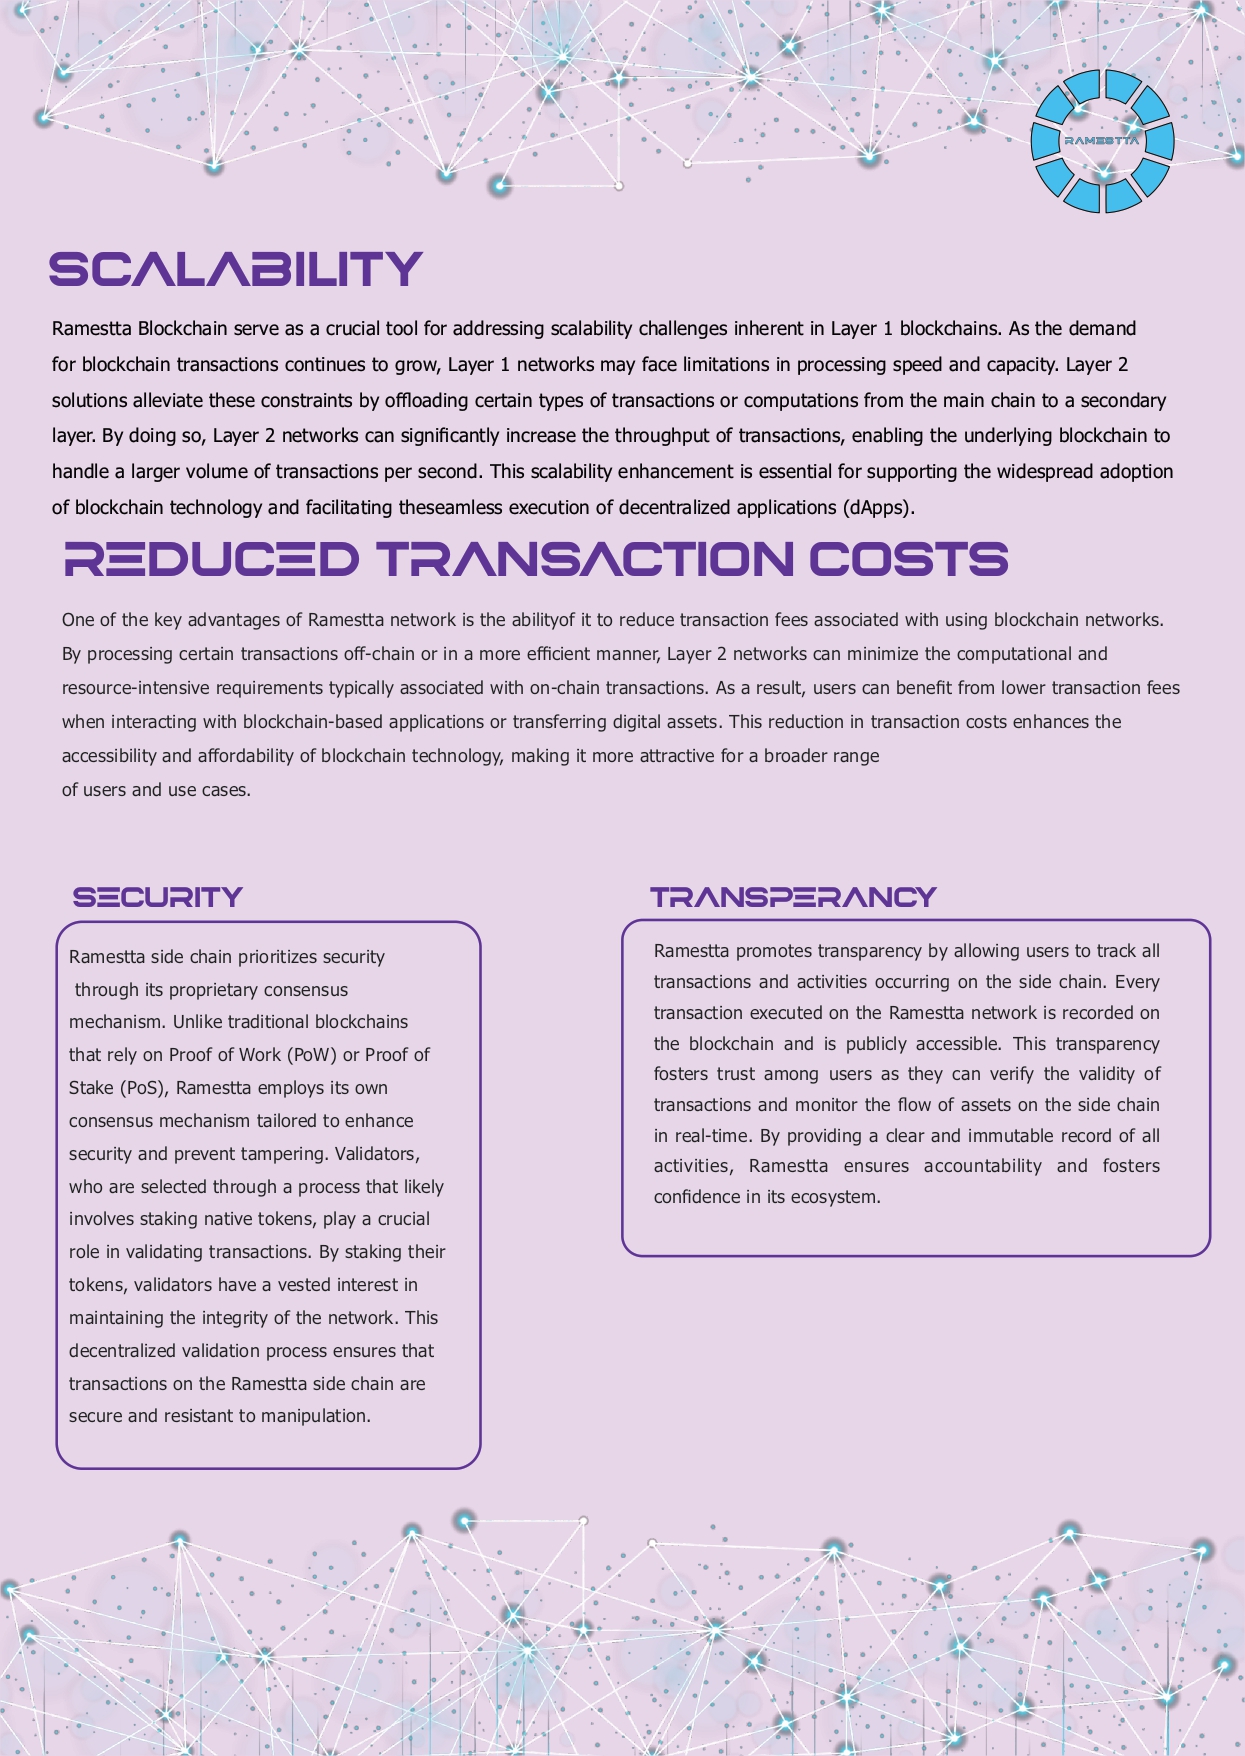 RAMESTTA
SCALABILITY
Ramestta Blockchain serve as a crucial tool for addressing scalability challenges inherent in Layer 1 blockchains. As the demand
for blockchain transactions continues to grow, Layer 1 networks may face limitations in processing speed and capacity. Layer 2
solutions alleviate these constraints by offloading certain types of transactions or computations from the main chain to a secondary
layer. By doing so, Layer 2 networks can significantly increase the throughput of transactions, enabling the underlying blockchain to
handle a larger volume of transactions per second. This scalability enhancement is essential for supporting the widespread adoption
of blockchain technology and facilitating theseamless execution of decentralized applications (dApps).
REDUCED TRANSACTION COSTS
One of the key advantages of Ramestta network is the abilityof it to reduce transaction fees associated with using blockchain networks.
By processing certain transactions off-chain or in a more efficient manner, Layer 2 networks can minimize the computational and
resource-intensive requirements typically associated with on-chain transactions. As a result, users can benefit from lower transaction fees
when interacting with blockchain-based applications or transferring digital assets. This reduction in transaction costs enhances the
accessibility and affordability of blockchain technology, making it more attractive for a broader range
of users and use cases.
SECURITY
Ramestta side chain prioritizes security
through its proprietary consensus
mechanism. Unlike traditional blockchains
that rely on Proof of Work (PoW) or Proof of
Stake (PoS), Ramestta employs its own
consensus mechanism tailored to enhance
security and prevent tampering. Validators,
who are selected through a process that likely
involves staking native tokens, play a crucial
role in validating transactions. By staking their
tokens, validators have a vested interest in
maintaining the integrity of the network. This
decentralized validation process ensures that
transactions on the Ramestta side chain are
secure and resistant to manipulation.
TRANSPERANCY
Ramestta promotes transparency by allowing users to track all
transactions and activities occurring on the side chain. Every
transaction executed on the Ramestta network is recorded on
the blockchain and is publicly accessible. This transparency
fosters trust among users as they can verify the validity of
transactions and monitor the flow of assets on the side chain
in real-time. By providing a clear and immutable record of all
activities, Ramestta ensures accountability and fosters
confidence in its ecosystem.